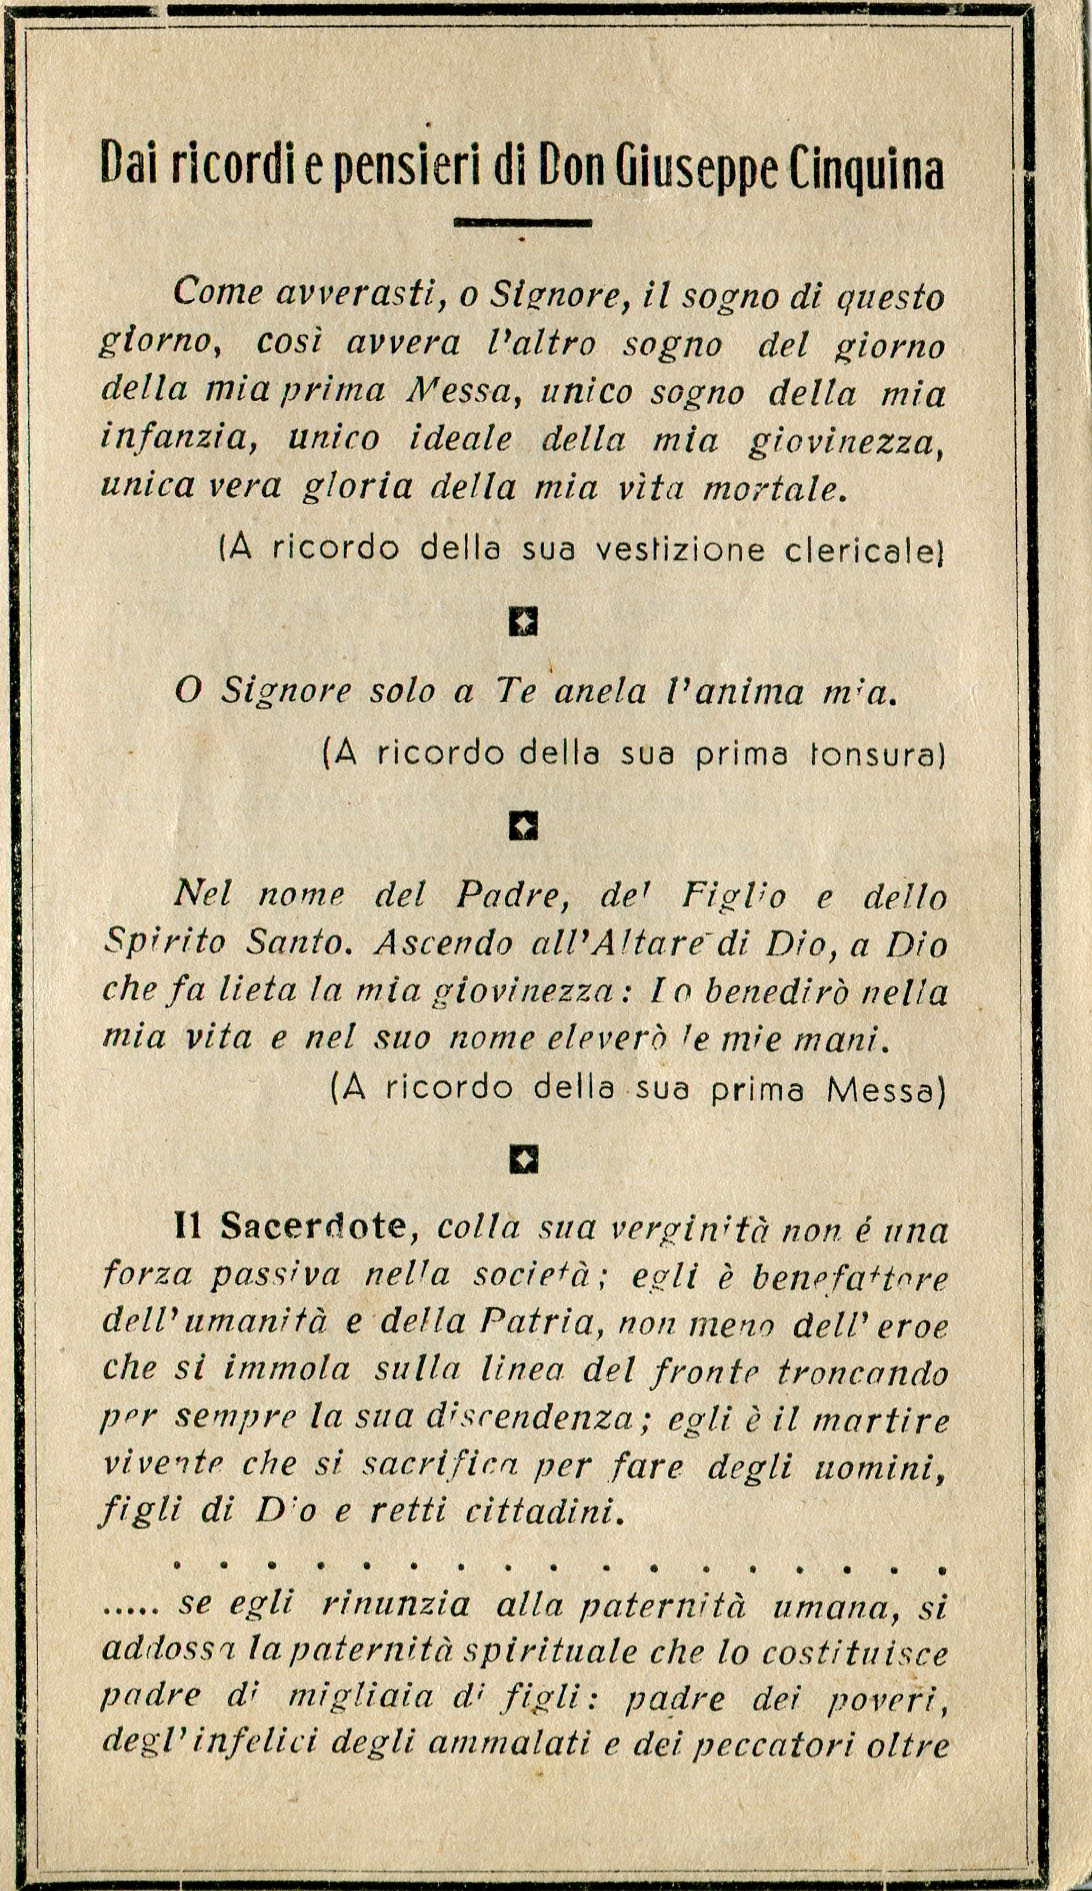 Dai ricordi e pensieri di Don Giuseppe Cinquina
Come avverasti, o Signore, il sogno di questo
giorno, così avvera l'altro sogno del giorno
della mia prima Messa, unico sogno della mia
infanzia, unico ideale della mia giovinezza,
unica vera gloria della mia vita mortale.
(A ricordo della sua vestizione clericale)
O Signore solo a Te anela l'anima mia.
(A ricordo della sua prima tonsura)
Nel nome del Padre, del Figlio e dello
Spirito Santo. Ascendo all'Altare di Dio, a Dio
che fa lieta la mia giovinezza: Lo benedirò nella
mia vita e nel suo nome eleverò le mie mani.
(A ricordo della sua prima Messa)
Il Sacerdote, colla sua verginità non é una
forza passiva nella società; egli è benefattore
dell'umanità e della Patria, non meno dell'eroe
che si immola sulla linea del fronte troncando
per sempre la sua discendenza; egli è il martire
vivente che si sacrifica per fare degli uomini,
figli di Dio e retti cittadini.
. . . . . . . . . . . . . . . . .
..... se egli rinunzia alla paternità umana, si
addossa la paternità spirituale che lo costituisce
padre di migliaia di figli: padre dei poveri,
degl'infelici degli ammalati e dei peccatori oltre